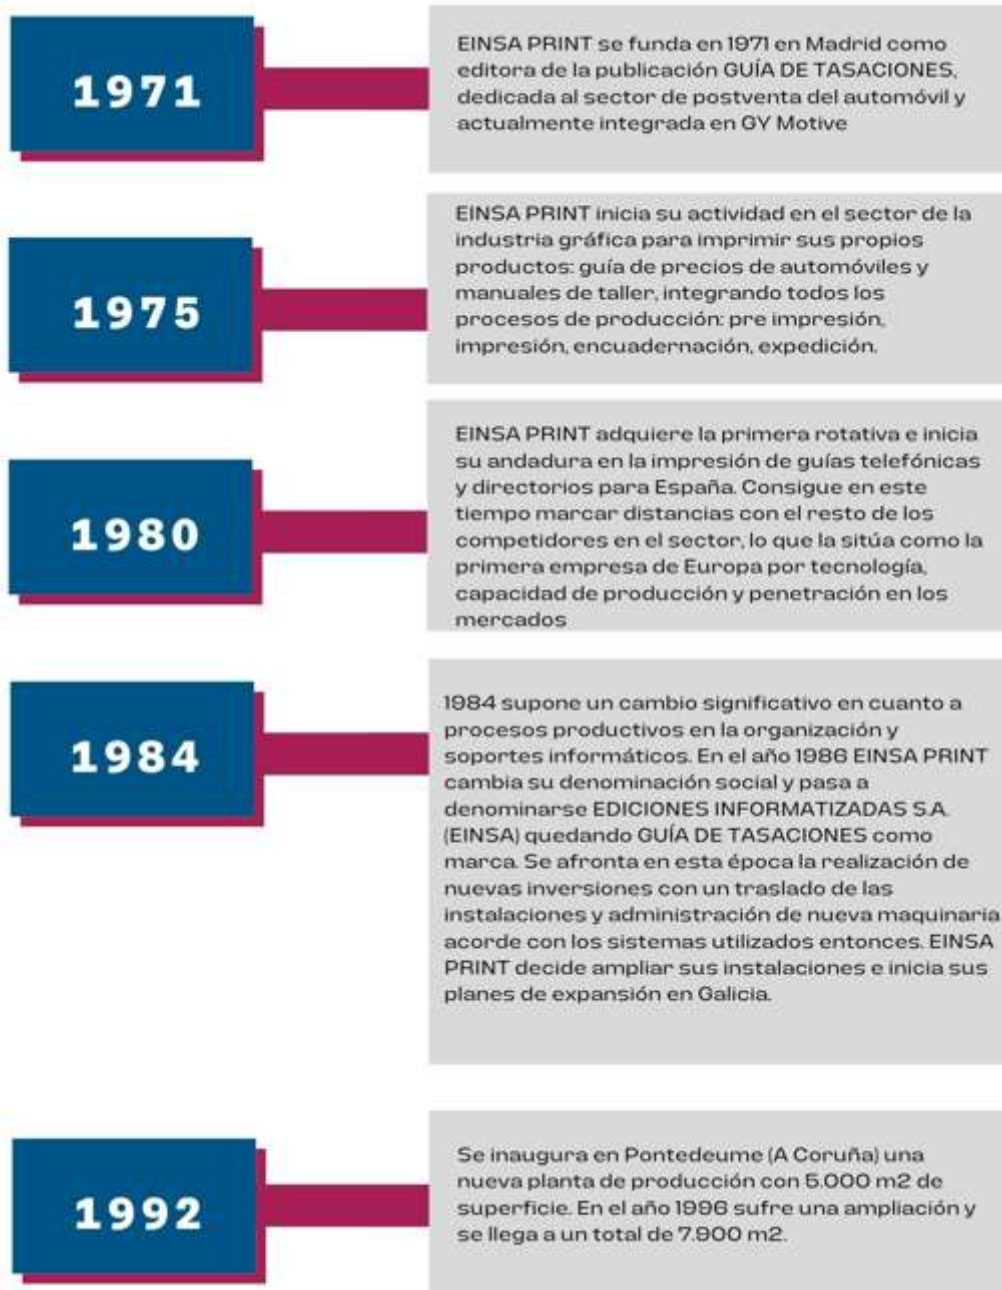 1971
EINSA PRINT se funda en 1971 en Madrid como
editora de la publicación GUÍA DE TASACIONES,
dedicada al sector de postventa del automóvil y
actualmente integrada en GY Motive
1975
EINSA PRINT inicia su actividad en el sector de la
industria gráfica para imprimir sus propios
productos: guía de precios de automóviles y
manuales de taller, integrando todos los
procesos de producción: pre impresión,
impresión, encuadernación, expedición.
1980
EINSA PRINT adquiere la primera rotativa e inicia
su andadura en la impresión de guías telefónicas
y directorios para España. Consigue en este
tiempo marcar distancias con el resto de los
competidores en el sector, lo que la sitúa como la
primera empresa de Europa por tecnología,
capacidad de producción y penetración en los
mercados
1984
1984 supone un cambio significativo en cuanto a
procesos productivos en la organización y
soportes informáticos. En el año 1986 EINSA PRINT
cambia su denominación social y pasa a
denominarse EDICIONES INFORMATIZADAS S.A.
(EINSA) quedando GUÍA DE TASACIONES como
marca. Se afronta en esta época la realización de
nuevas inversiones con un traslado de las
instalaciones y administración de nueva maquinaria
acorde con los sistemas utilizados entonces. EINSA
PRINT decide ampliar sus instalaciones e inicia sus
planes de expansión en Galicia.
1992
Se inaugura en Pontedeume (A Coruña) una
nueva planta de producción con 5.000 m2 de
superficie. En el año 1996 sufre una ampliación y
se llega a un total de 7.900 m2.